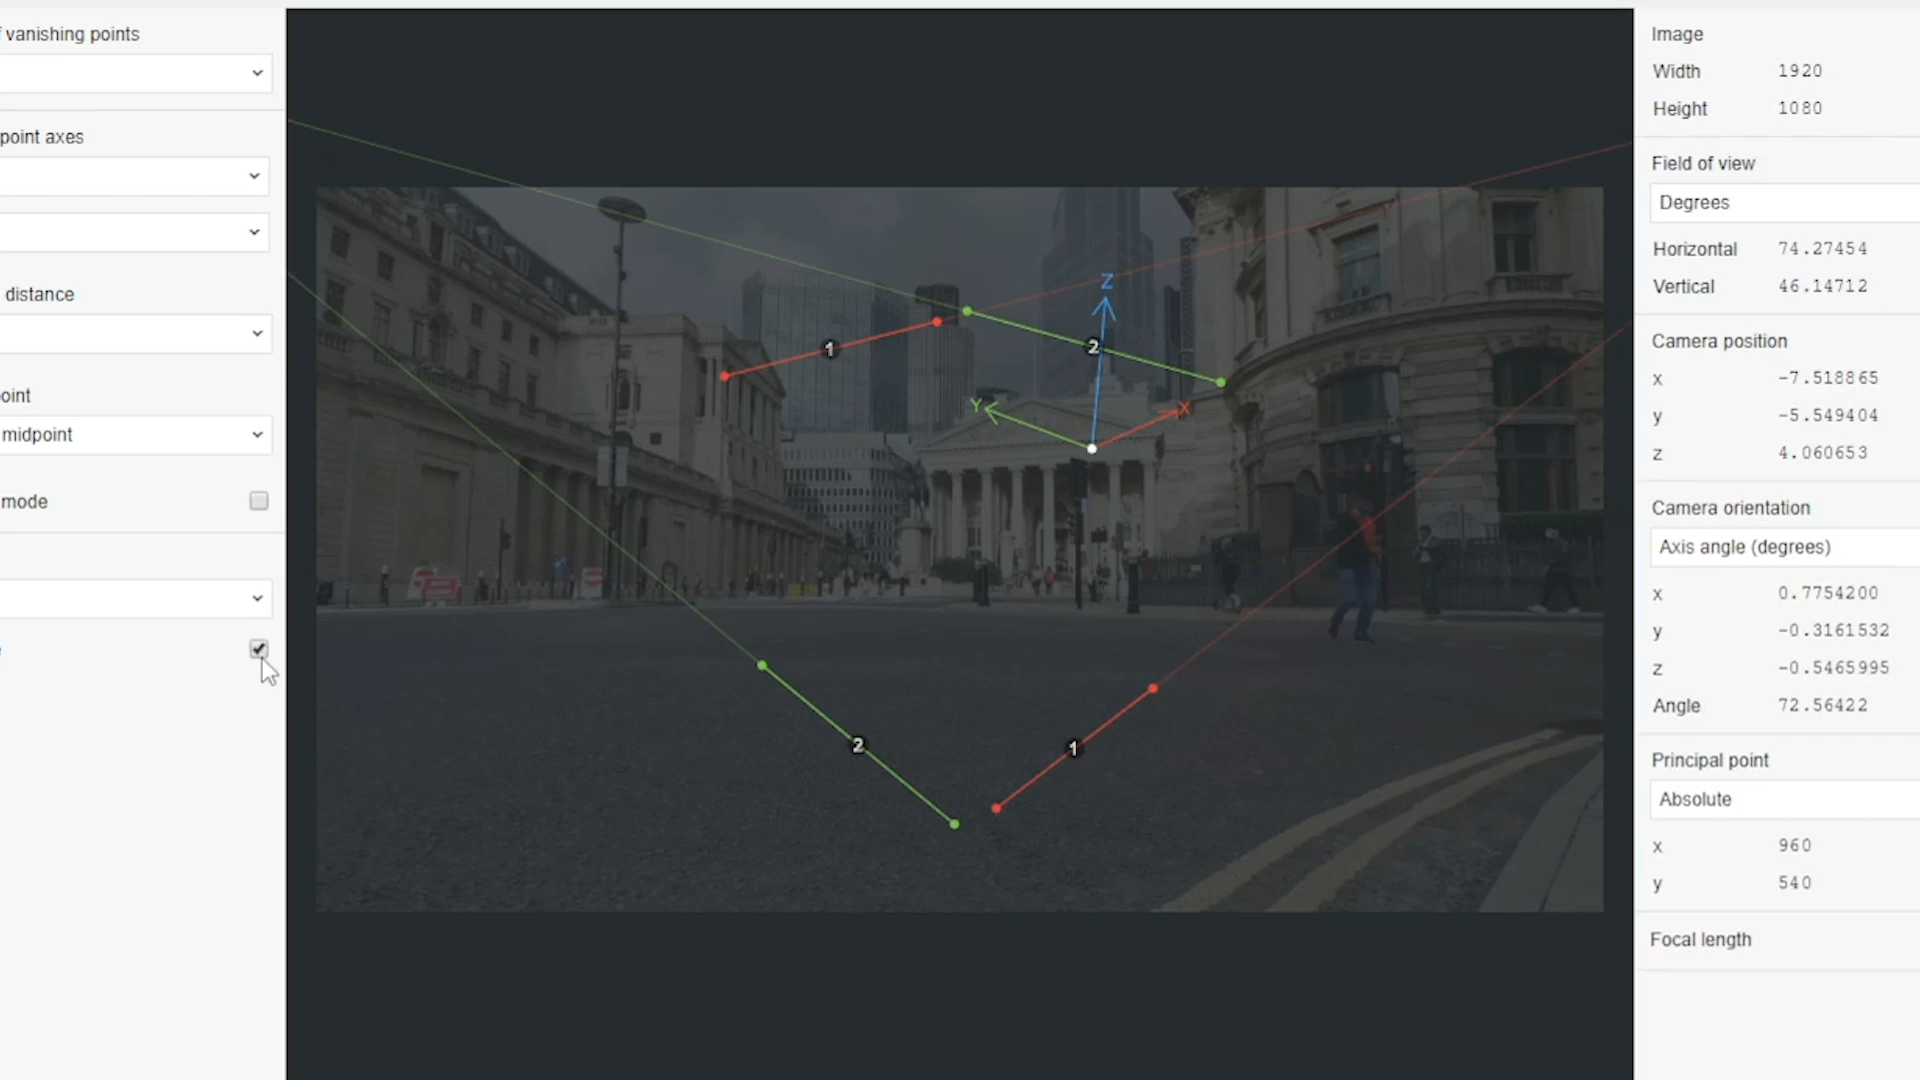 vanishing points
point axes
distance
midpoint
mode
1
2
Z
Y
X
2
1
Image
Width 1920
Height 1080
Field of view
Degrees
Horizontal 74.27454
Vertical 46.14712
Camera position
x -7.518865
y -5.549404
z 4.060653
Camera orientation
Axis angle (degrees)
x 0.7754200
y -0.3161532
z -0.5465995
Angle 72.56422
Principal point
Absolute
x 960
y 540
Focal length